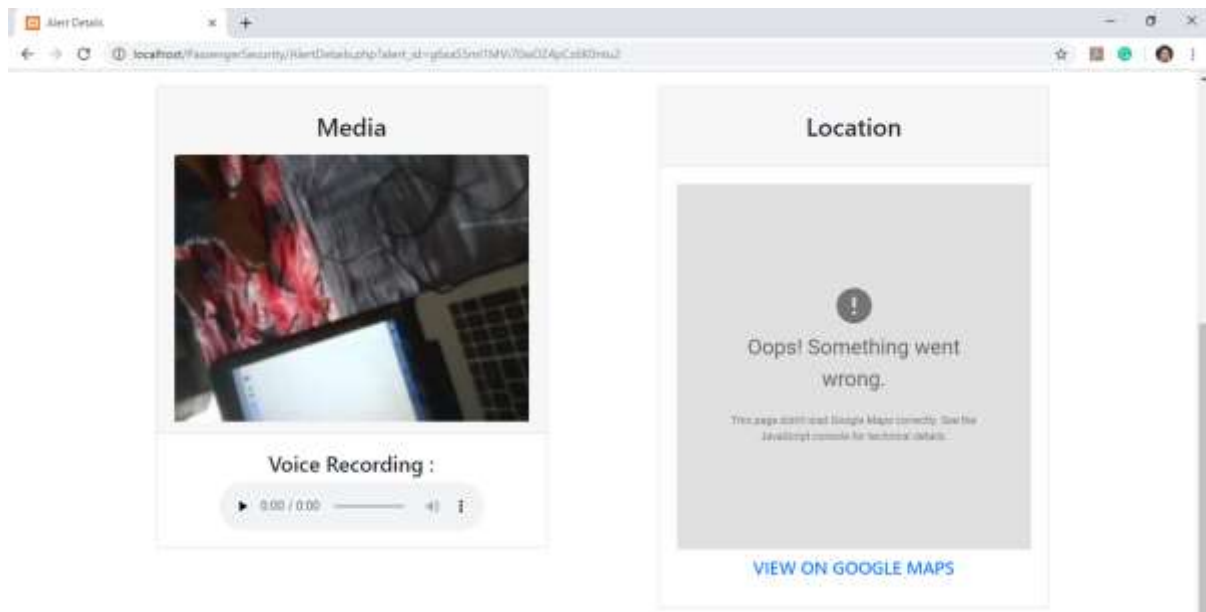 Alert Details
Media
Location
Oops! Something went
wrong.
This page didn't load Google Maps correctly. See the
JavaScript console for technical details.
Voice Recording :
0:00 / 0:00
VIEW ON GOOGLE MAPS